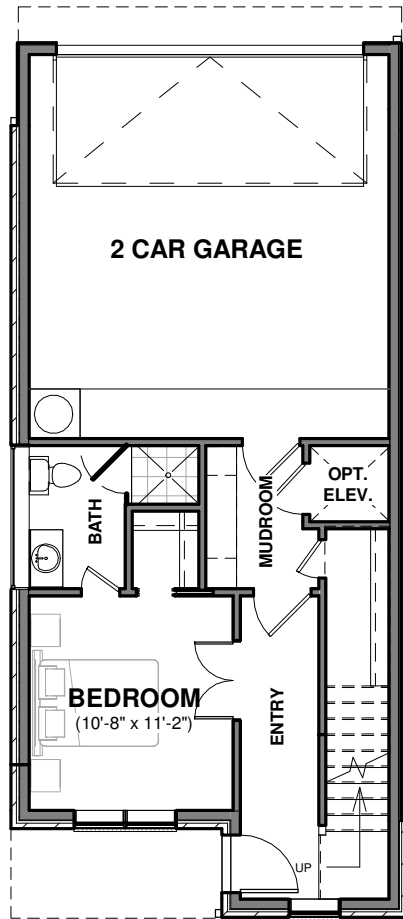 2 CAR GARAGE
OPT.
ELEV.
MUDROOM
BATH
BEDROOM
(10'-8" x 11'-2")
ENTRY
UP